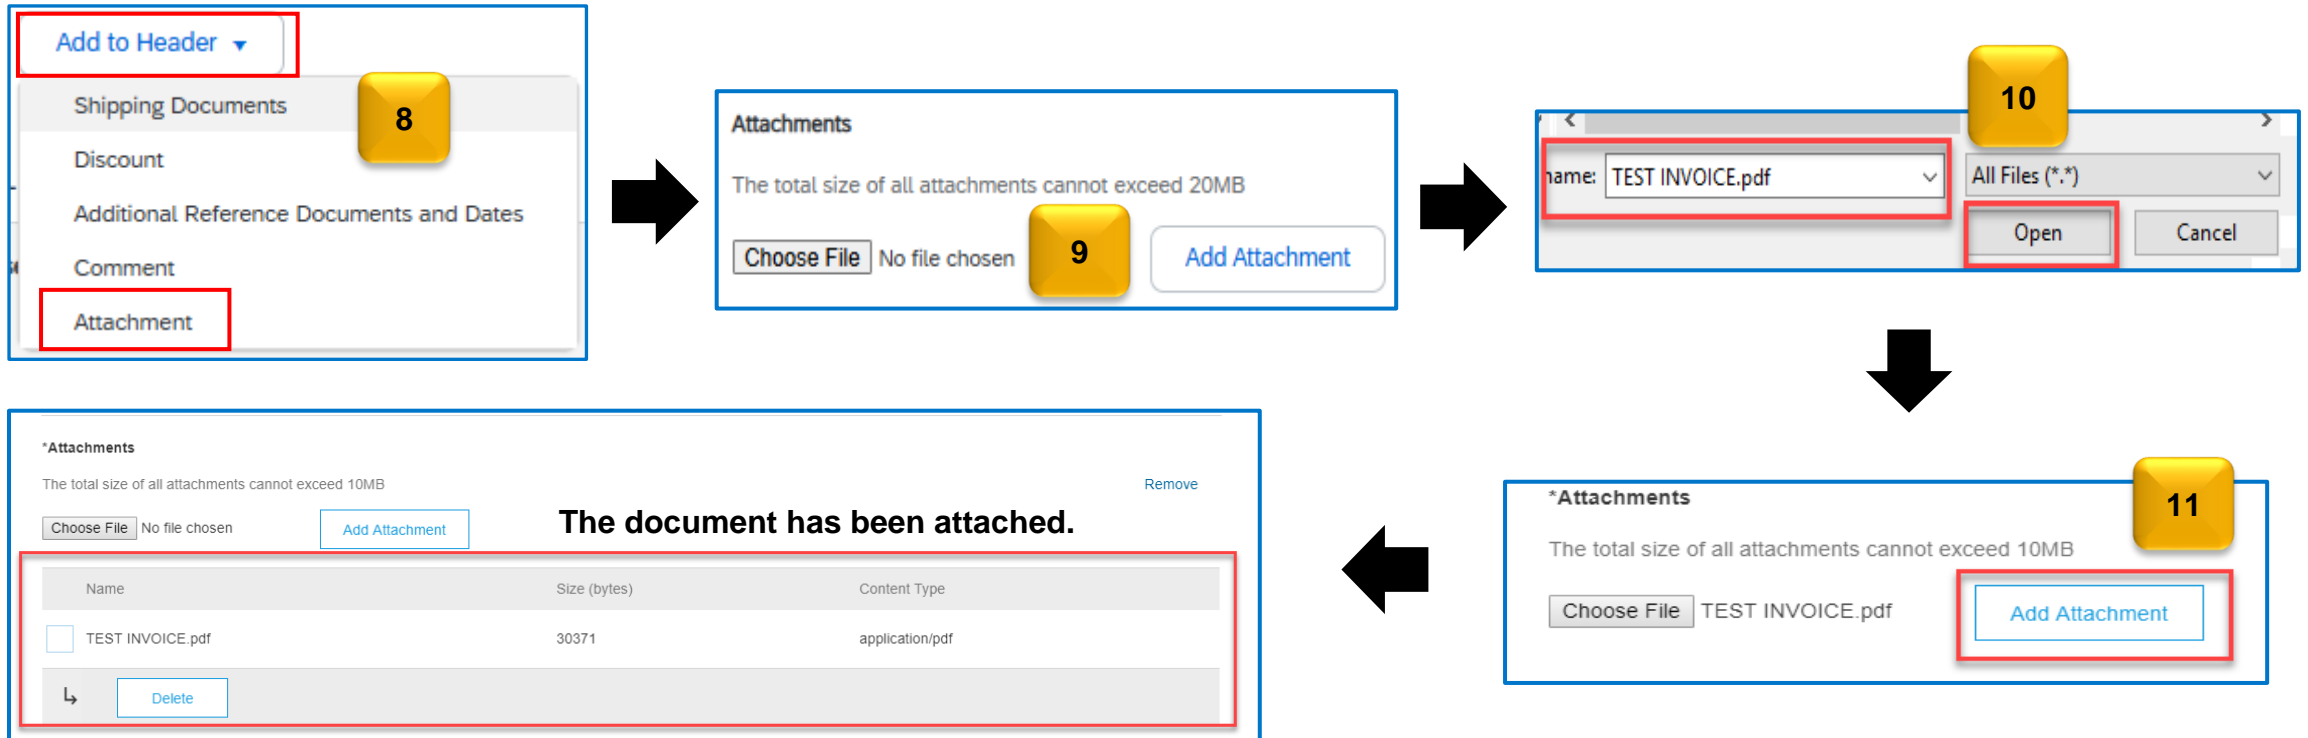 Add to Header
Shipping Documents
8
Discount
Additional Reference Documents and Dates
Comment
Attachment
Attachments
The total size of all attachments cannot exceed 20MB
Choose File No file chosen
9
Add Attachment
10
name: TEST INVOICE.pdf
All Files (*.*)
Open
Cancel
*Attachments
11
The total size of all attachments cannot exceed 10MB
Choose File TEST INVOICE.pdf
Add Attachment
*Attachments
The total size of all attachments cannot exceed 10MB
Remove
Choose File No file chosen
Add Attachment
The document has been attached.
Name Size (bytes) Content Type
TEST INVOICE.pdf 30371 application/pdf
Delete